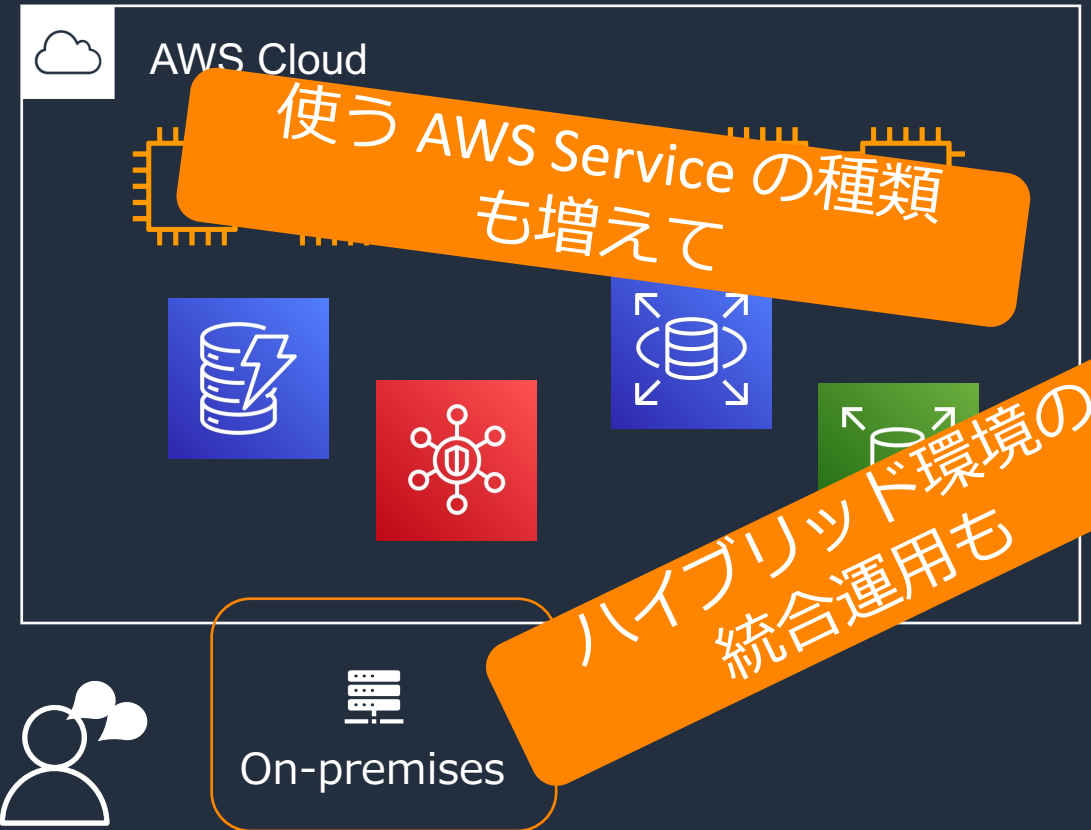 AWS Cloud
使う AWS Service の種類
も増えて
ハイブリッド環境の
統合運用も
On-premises